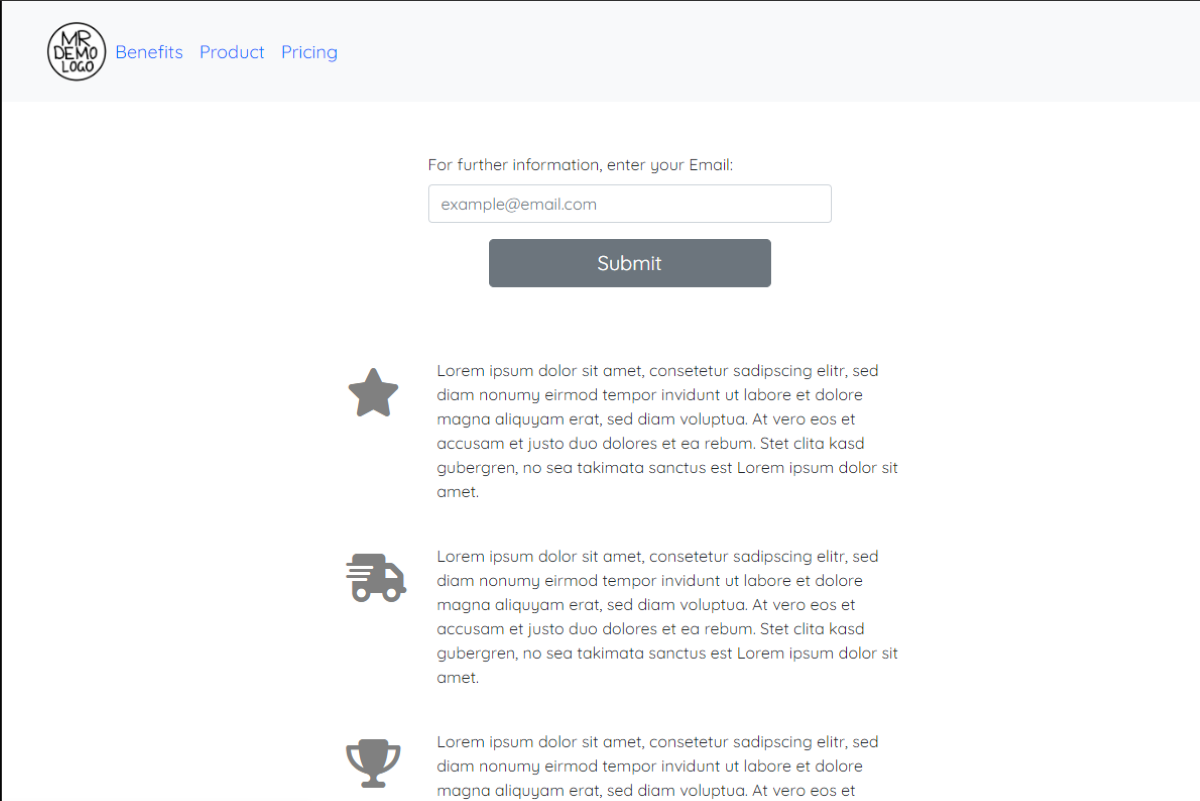 MR
DEMO
LOGO
Benefits Product Pricing
For further information, enter your Email:
example@email.com
Submit
Lorem ipsum dolor sit amet, consetetur sadipscing elitr, sed
diam nonumy eirmod tempor invidunt ut labore et dolore
magna aliquyam erat, sed diam voluptua. At vero eos et
accusam et justo duo dolores et ea rebum. Stet clita kasd
gubergren, no sea takimata sanctus est Lorem ipsum dolor sit
amet.
Lorem ipsum dolor sit amet, consetetur sadipscing elitr, sed
diam nonumy eirmod tempor invidunt ut labore et dolore
magna aliquyam erat, sed diam voluptua. At vero eos et
accusam et justo duo dolores et ea rebum. Stet clita kasd
gubergren, no sea takimata sanctus est Lorem ipsum dolor sit
amet.
Lorem ipsum dolor sit amet, consetetur sadipscing elitr, sed
diam nonumy eirmod tempor invidunt ut labore et dolore
magna aliquyam erat, sed diam voluptua. At vero eos et